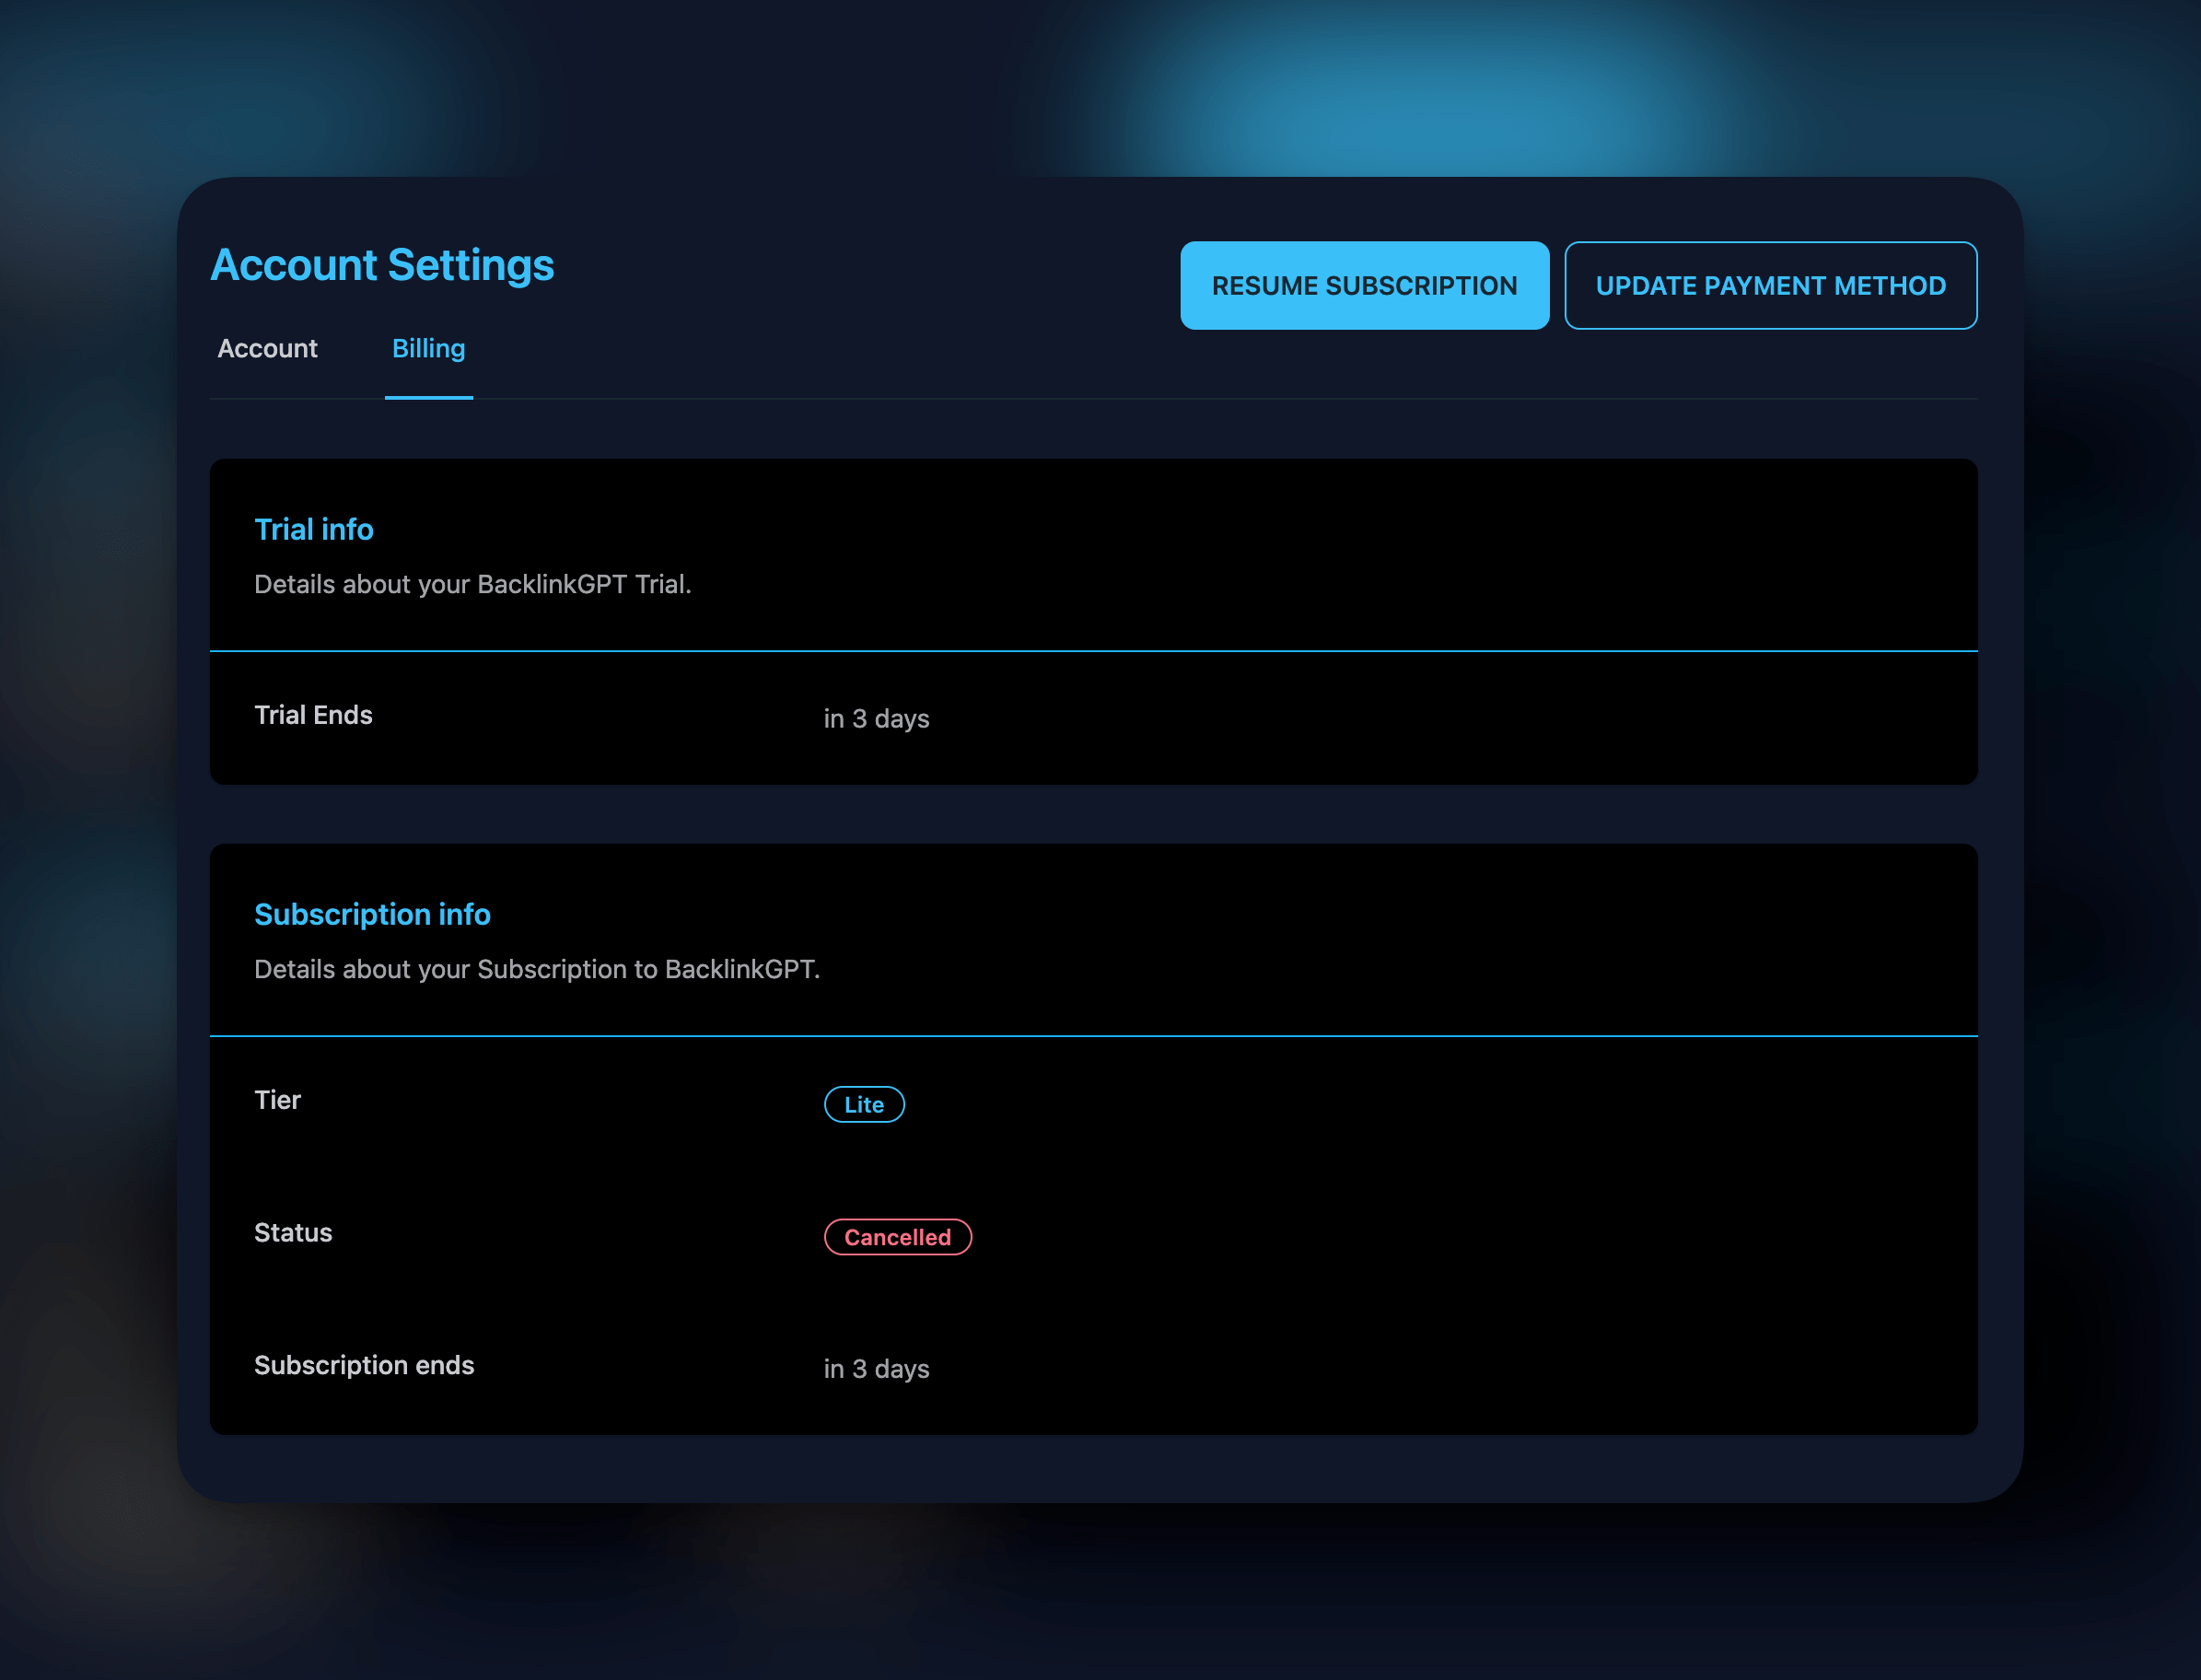 Account Settings
RESUME SUBSCRIPTION
UPDATE PAYMENT METHOD
Account
Billing
Trial info
Details about your BacklinkGPT Trial.
Trial Ends
in 3 days
Subscription info
Details about your Subscription to BacklinkGPT.
Tier
Lite
Status
Cancelled
Subscription ends
in 3 days